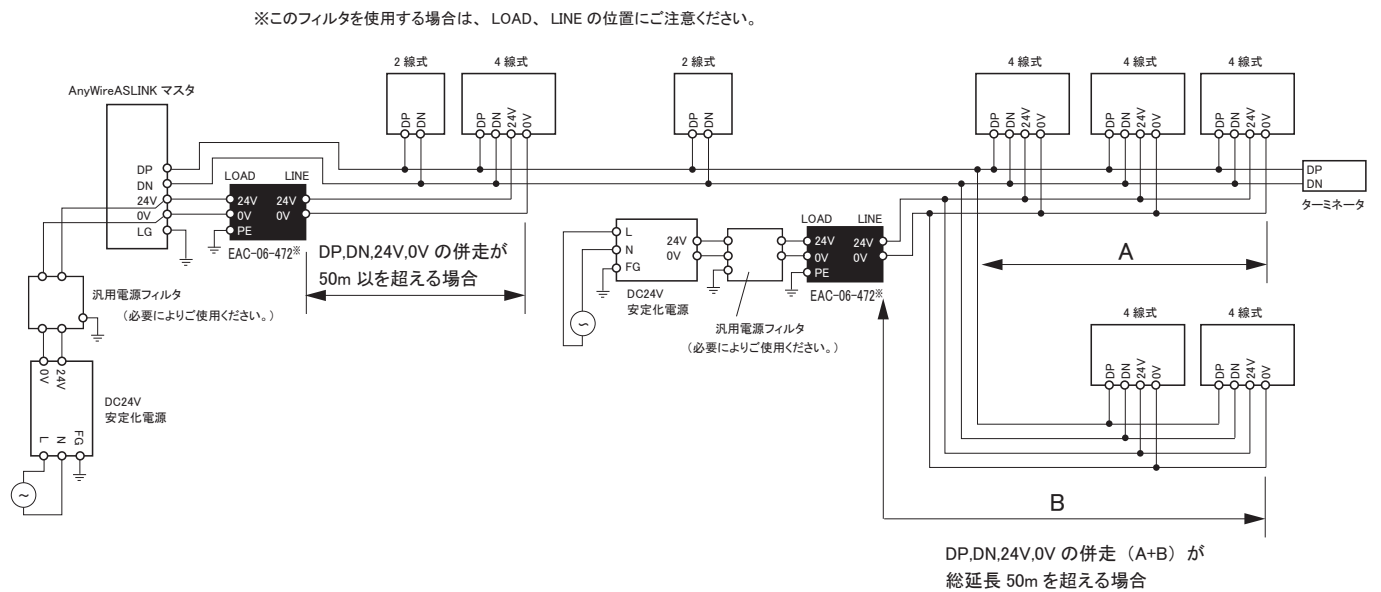 ※このフィルタを使用する場合は、LOAD、LINE の位置にご注意ください。
2 線式
4 線式
2 線式
4 線式
4 線式
4 線式
AnyWireASLINK マスタ
DP
DN
DP
DN
24V
0V
DP
DN
DP
DN
24V
0V
DP
DN
24V
0V
DP
DN
24V
0V
DP
DN
24V
0V
LG
LOAD
LINE
24V
0V
PE
24V
0V
EAC-06-472※
DP
DN
ターミネータ
DP,DN,24V,0V の併走が
50m 以を超える場合
L
N
FG
24V
0V
DC24V
安定化電源
LOAD
LINE
24V
0V
PE
24V
0V
EAC-06-472※
A
汎用電源フィルタ
（必要によりご使用ください。）
汎用電源フィルタ
（必要によりご使用ください。）
4 線式
4 線式
DP
DN
24V
0V
DP
DN
24V
0V
0V
24V
L
N
FG
DC24V
安定化電源
B
DP,DN,24V,0V の併走（A+B）が
総延長 50m を超える場合